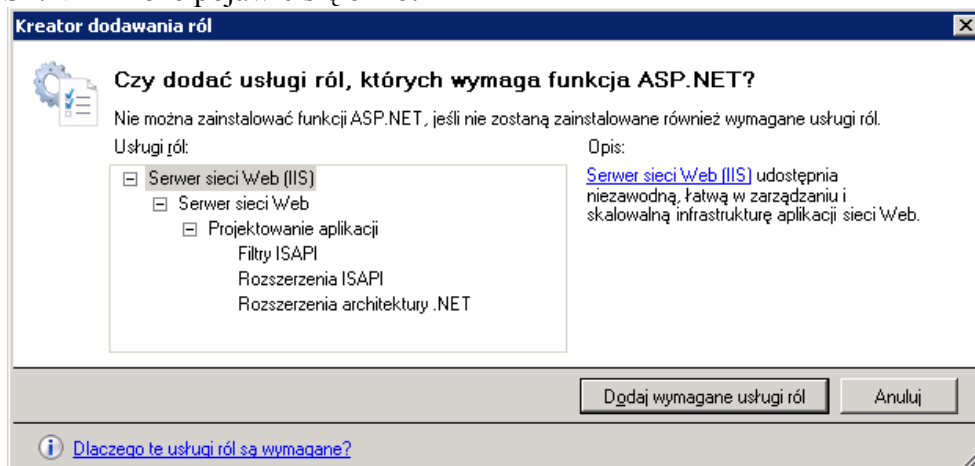 Kreator dodawania ról
Czy dodać usługi ról, których wymaga funkcja ASP.NET?
Nie można zainstalować funkcji ASP.NET, jeśli nie zostaną zainstalowane również wymagane usługi ról.
Usługi ról:
Opis:
Serwer sieci Web (IIS)
Serwer sieci Web
Projektowanie aplikacji
Filtry ISAPI
Rozszerzenia ISAPI
Rozszerzenia architektury .NET
Serwer sieci Web (IIS) udostępnia
niezawodną, łatwą w zarządzaniu i
skalowalną infrastrukturę aplikacji sieci Web.
Dodaj wymagane usługi ról
Anuluj
Dlaczego te usługi ról są wymagane?